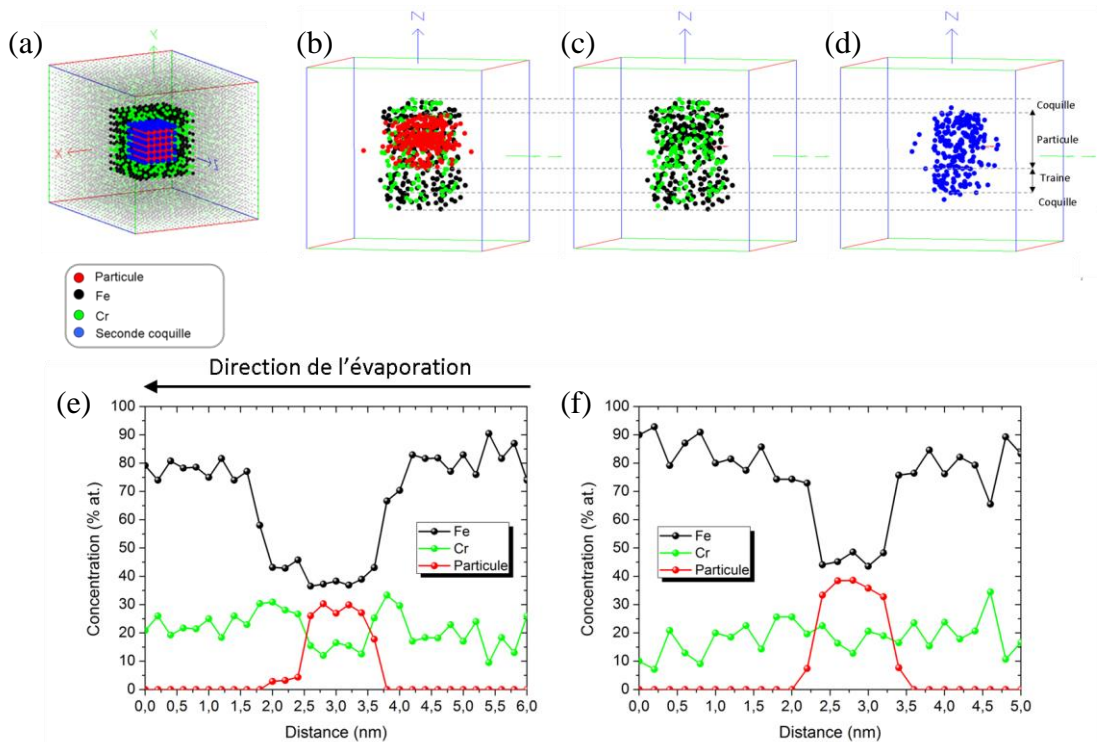 (a)
(b)
(c)
(d)
Y
X
Z
Z
Z
Coquille
Particule
Traine
Coquille
Particule
Fe
Cr
Seconde coquille
Direction de l'évaporation
(e)
100
90
80
70
60
50
40
30
20
10
0
Concentration (% at.)
Fe
Cr
Particule
0,0 0,5 1,0 1,5 2,0 2,5 3,0 3,5 4,0 4,5 5,0 5,5 6,0
Distance (nm)
(f)
100
90
80
70
60
50
40
30
20
10
0
Concentration (% at.)
Fe
Cr
Particule
0,0 0,5 1,0 1,5 2,0 2,5 3,0 3,5 4,0 4,5 5,0
Distance (nm)